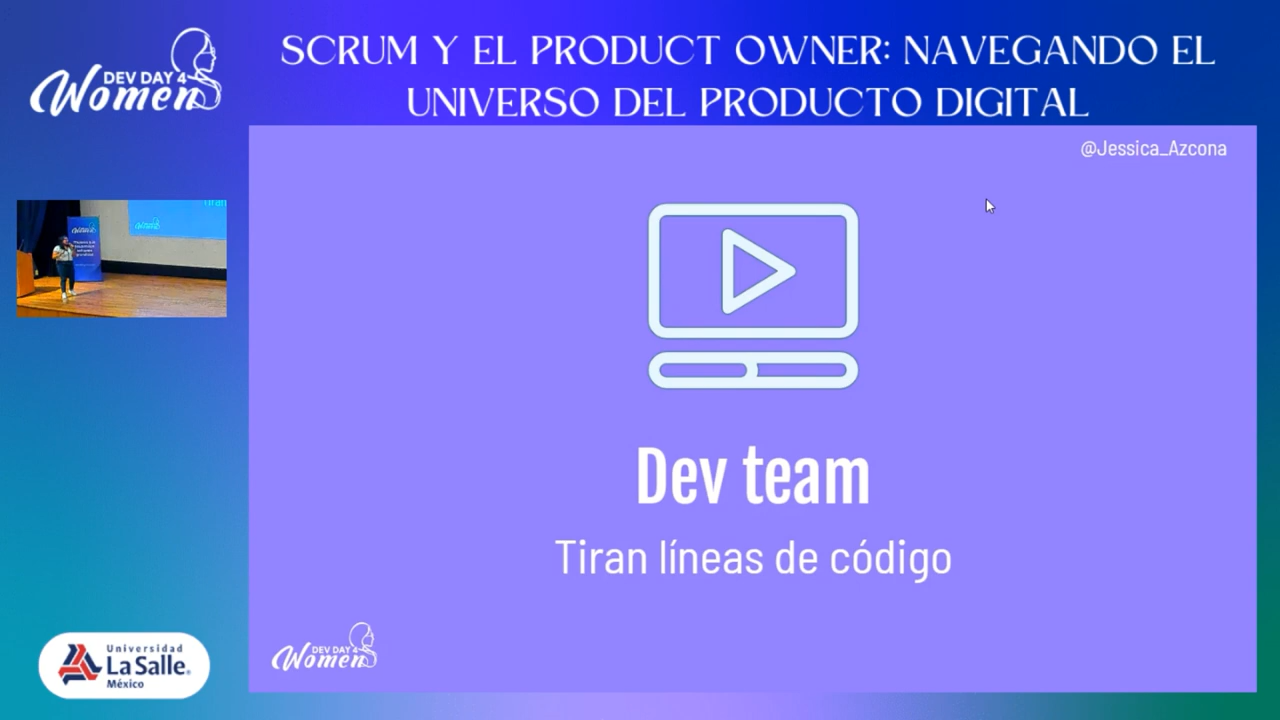 DEV DAY 4
Women
SCRUM Y EL PRODUCT OWNER: NAVEGANDO EL
UNIVERSO DEL PRODUCTO DIGITAL
@Jessica_Azcona
Dev team
Tiran líneas de código
DEV DAY 4
Women
Universidad
La Salle®
México